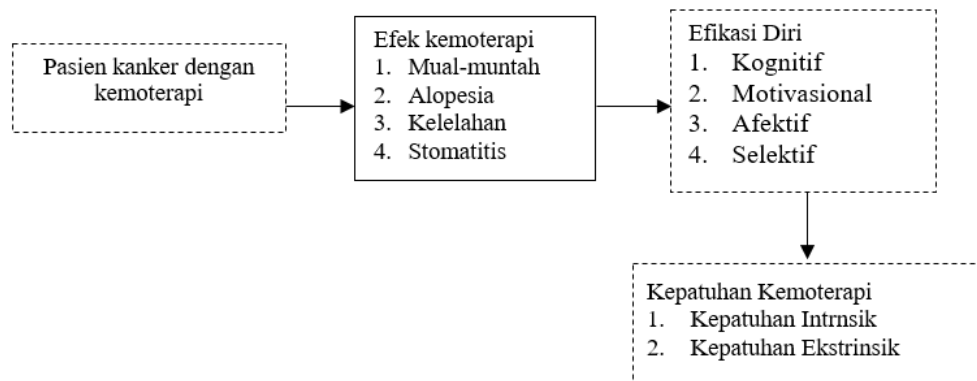 Pasien kanker dengan
kemoterapi
Efek kemoterapi
1. Mual-muntah
2. Alopesia
3. Kelelahan
4. Stomatitis
Efikasi Diri
1. Kognitif
2. Motivasional
3. Afektif
4. Selektif
Kepatuhan Kemoterapi
1. Kepatuhan Intrnsik
2. Kepatuhan Ekstrinsik